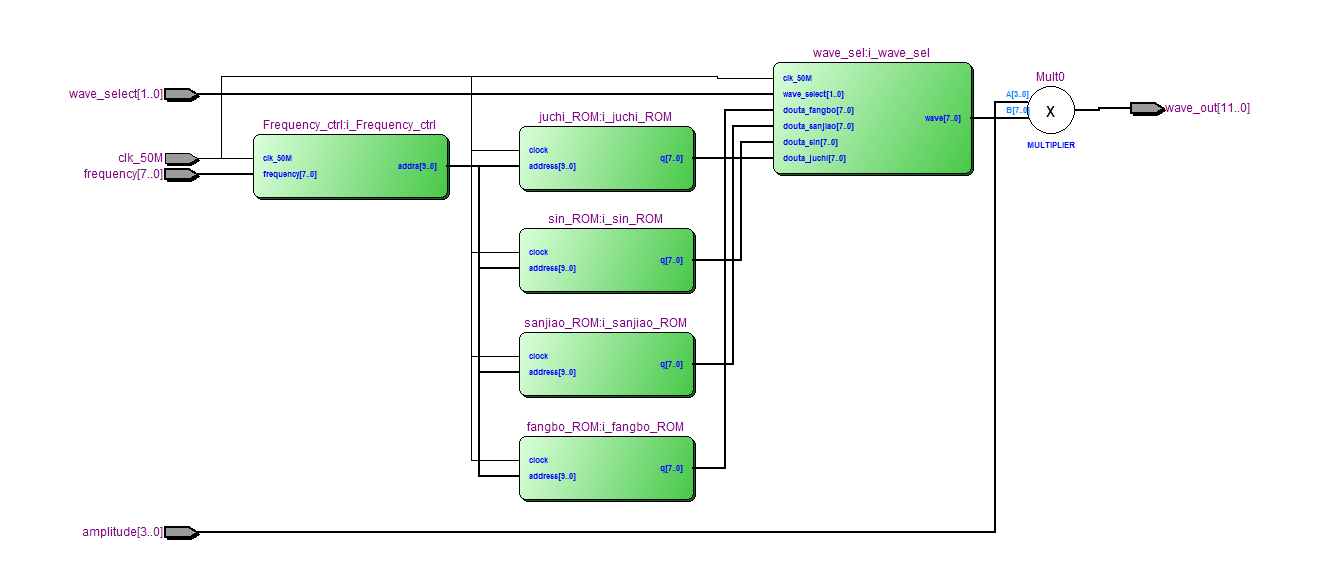 wave_sel:i_wave_sel
clk_50M
wave_select[1..0]
douta_fangbo[7..0]
douta_sanjiao[7..0]
douta_sin[7..0]
douta_juchi[7..0]
wave[7..0]
Mult0
A[3..0]
B[7..0]
X
MULTIPLIER
wave_out[11..0]
wave_select[1..0]
clk_50M
frequency[7..0]
Frequency_ctrl:i_Frequency_ctrl
clk_50M
frequency[7..0]
addra[9..0]
juchi_ROM:i_juchi_ROM
clock
address[9..0]
q[7..0]
sin_ROM:i_sin_ROM
clock
address[9..0]
q[7..0]
sanjiao_ROM:i_sanjiao_ROM
clock
address[9..0]
q[7..0]
fangbo_ROM:i_fangbo_ROM
clock
address[9..0]
q[7..0]
amplitude[3..0]